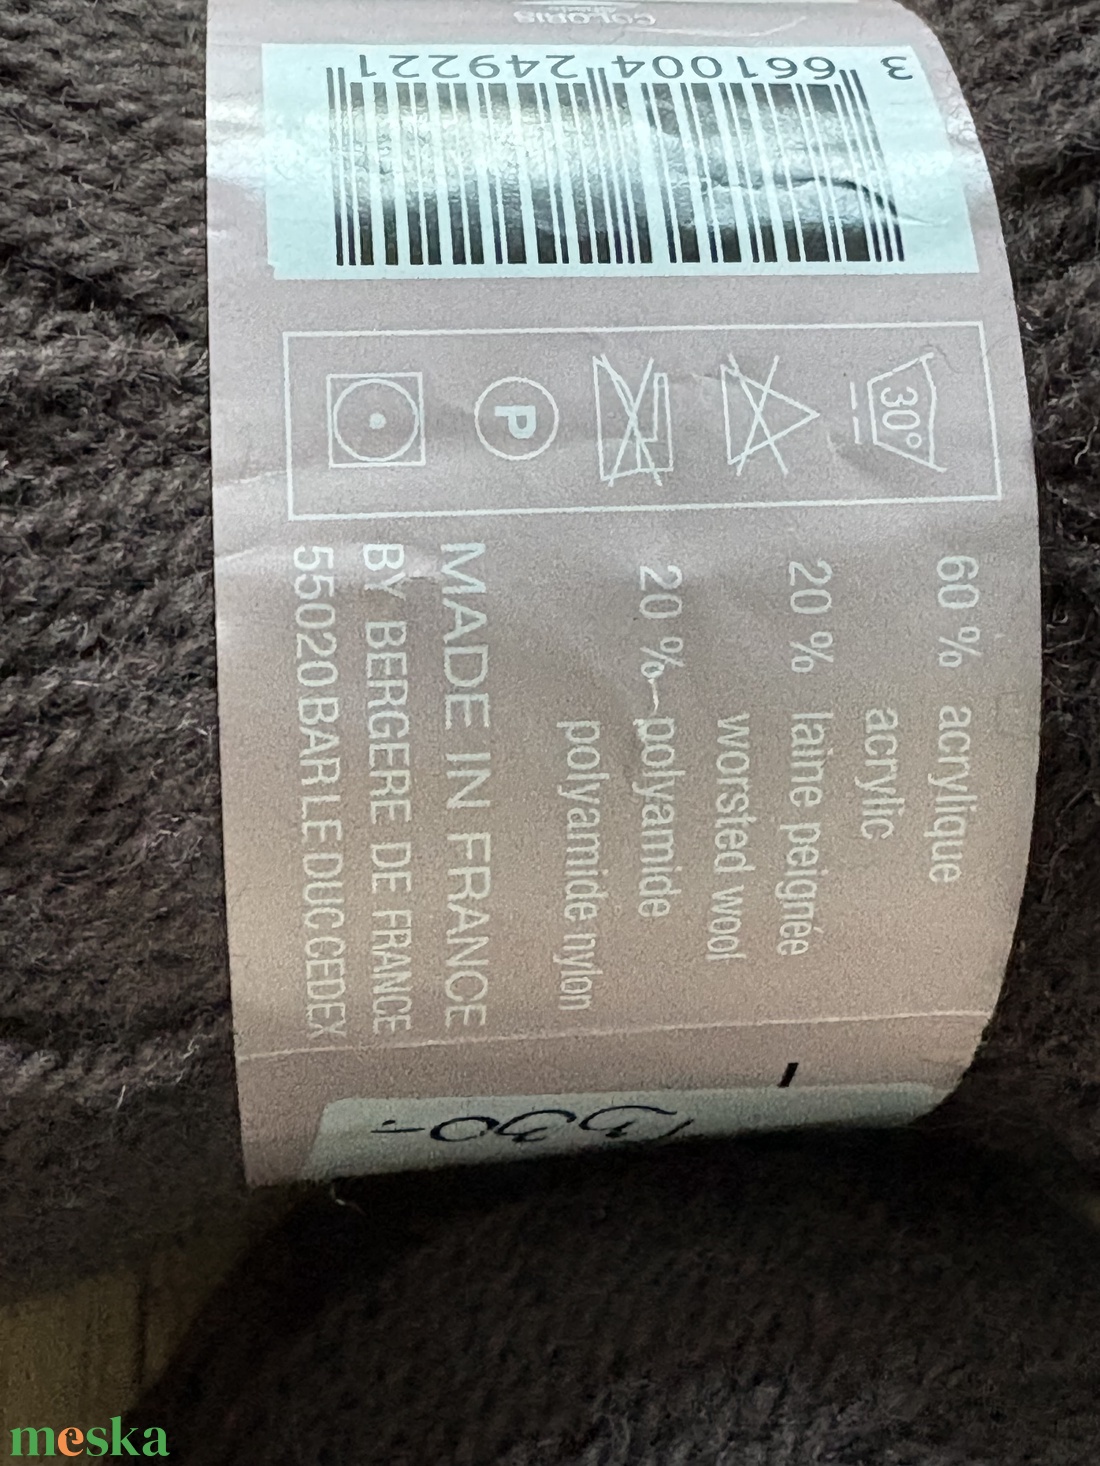 COLORIS
3 661004 249221
30°
P
60 % acrylique
acrylic
20 % laine peignée
worsted wool
20 % polyamide
polyamide nylon
MADE IN FRANCE
BY BERGERE DE FRANCE
55020 BAR LE DUC CEDEX
meska